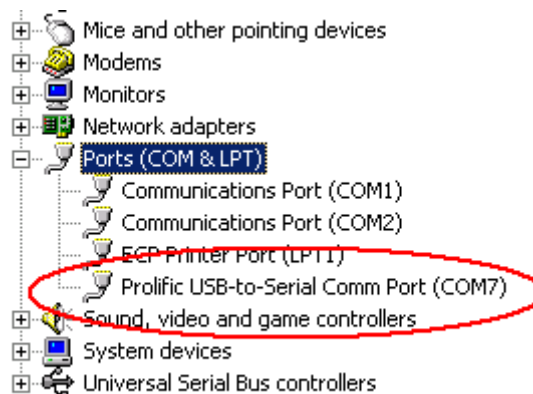 Mice and other pointing devices
Modems
Monitors
Network adapters
Ports (COM & LPT)
Communications Port (COM1)
Communications Port (COM2)
ECP Printer Port (LPT1)
Prolific USB-to-Serial Comm Port (COM7)
Sound, video and game controllers
System devices
Universal Serial Bus controllers